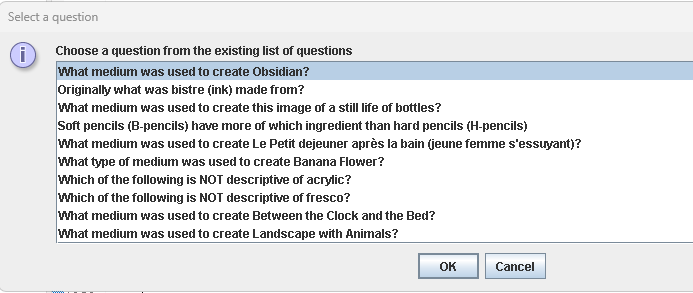 Select a question
Choose a question from the existing list of questions
What medium was used to create Obsidian?
Originally what was bistre (ink) made from?
What medium was used to create this image of a still life of bottles?
Soft pencils (B-pencils) have more of which ingredient than hard pencils (H-pencils)
What medium was used to create Le Petit dejeuner après la bain (jeune femme s'essuyant)?
What type of medium was used to create Banana Flower?
Which of the following is NOT descriptive of acrylic?
Which of the following is NOT descriptive of fresco?
What medium was used to create Between the Clock and the Bed?
What medium was used to create Landscape with Animals?
OK Cancel